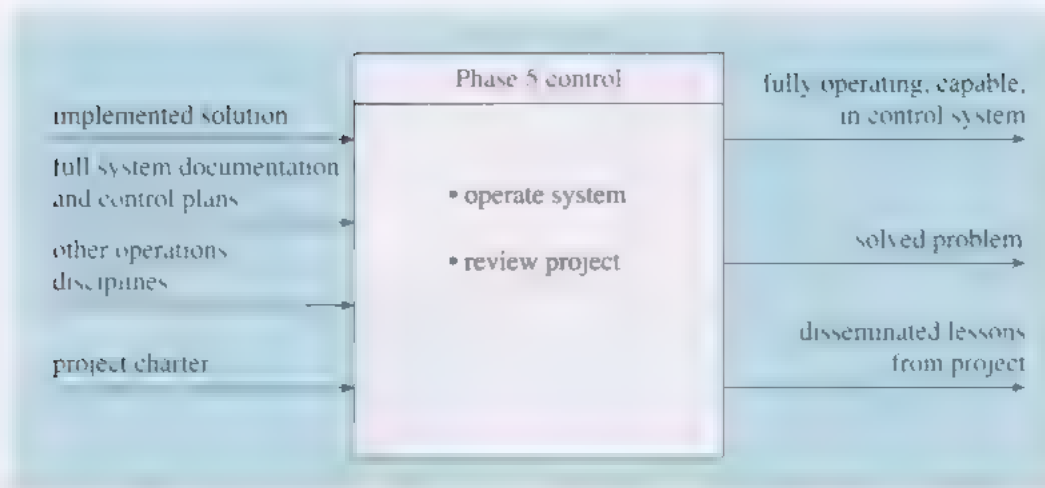 Phase 5 control
implemented solution
full system documentation
and control plans
other operations
disciplines
project charter
• operate system
• review project
fully operating, capable,
in control system
solved problem
disseminated lessons
from project